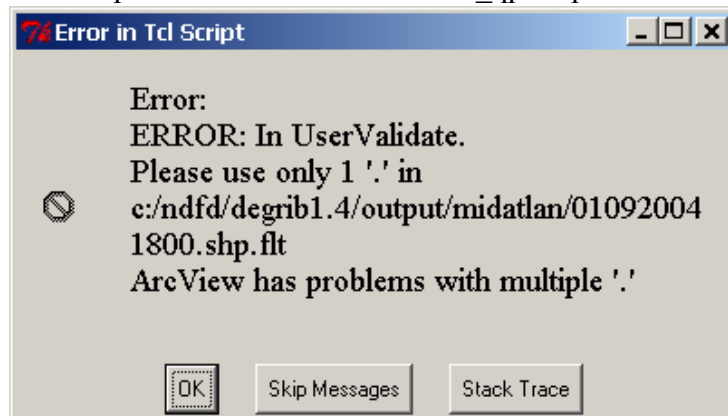 Error in Tcl Script
Error:
ERROR: In UserValidate.
Please use only 1 '.' in
c:/ndfd/degrib1.4/output/midatlan/01092004
1800.shp.flt
ArcView has problems with multiple '.'
OK
Skip Messages
Stack Trace